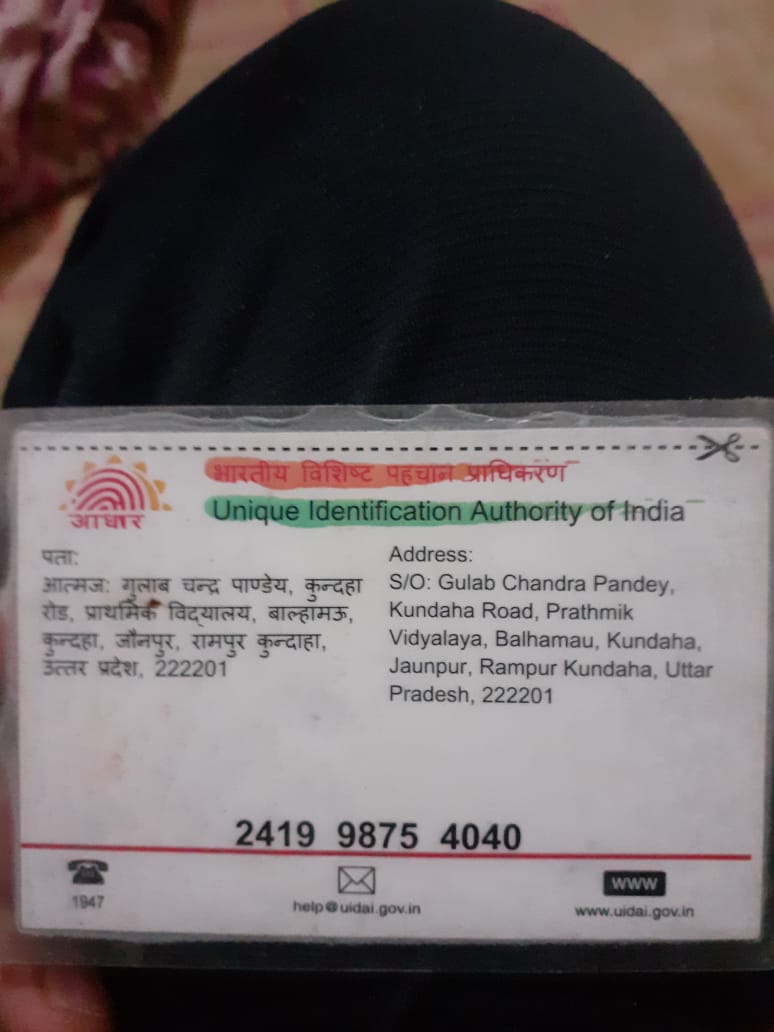 भारतीय विशिष्ट पहचान प्राधिकरण
Unique Identification Authority of India
आधार
पता:
आत्मज: गुलाब चन्द्र पाण्डेय, कुन्दहा
रोड, प्राथमिक विद्यालय, बाल्हामऊ,
कुन्दहा, जौनपुर, रामपुर कुन्दाहा,
उत्तर प्रदेश, 222201
Address:
S/O: Gulab Chandra Pandey,
Kundaha Road, Prathmik
Vidyalaya, Balhamau, Kundaha,
Jaunpur, Rampur Kundaha, Uttar
Pradesh, 222201
2419 9875 4040
1947
help@uidai.gov.in
www
www.uidai.gov.in